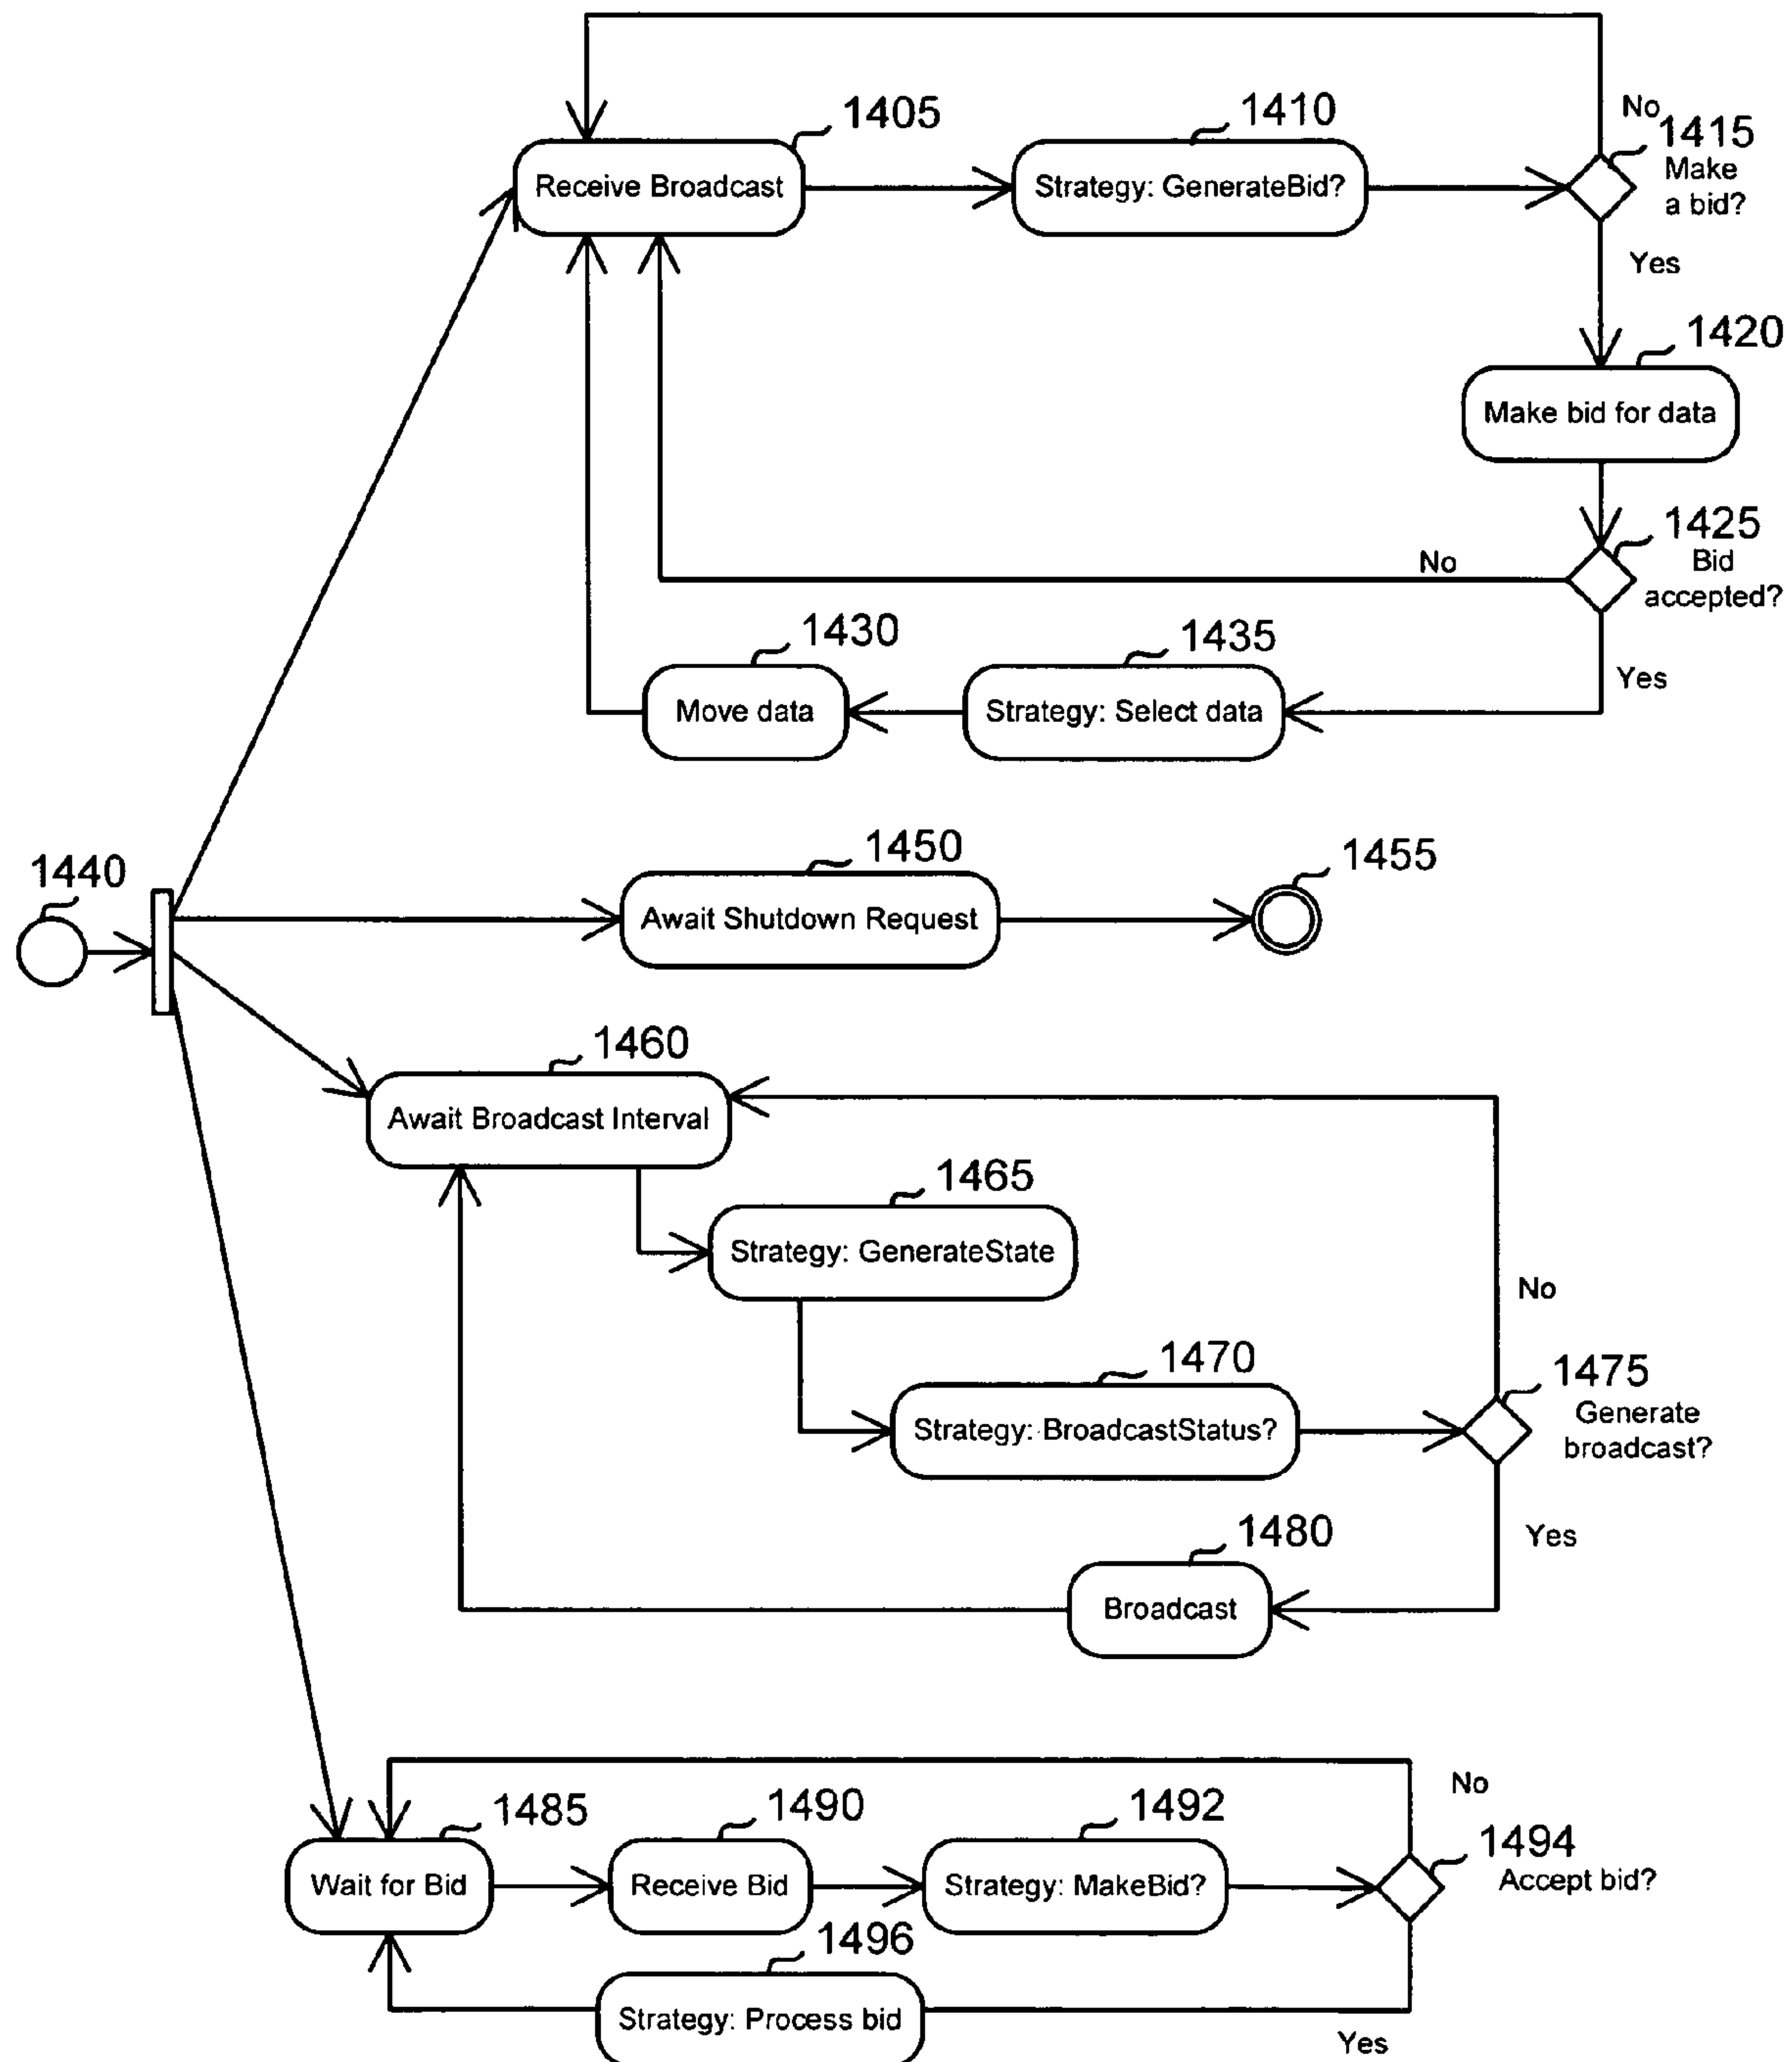 1405
1410
No
1415
Make
a bid?
Receive Broadcast
Strategy: GenerateBid?
Yes
1420
Make bid for data
1425
Bid
accepted?
No
1430
1435
Yes
Move data
Strategy: Select data
1440
1450
1455
Await Shutdown Request
1460
Await Broadcast Interval
1465
Strategy: GenerateState
No
1470
1475
Generate
broadcast?
Strategy: BroadcastStatus?
1480
Yes
Broadcast
No
1485
1490
1492
1494
Accept bid?
Wait for Bid
Receive Bid
Strategy: MakeBid?
1496
Strategy: Process bid
Yes